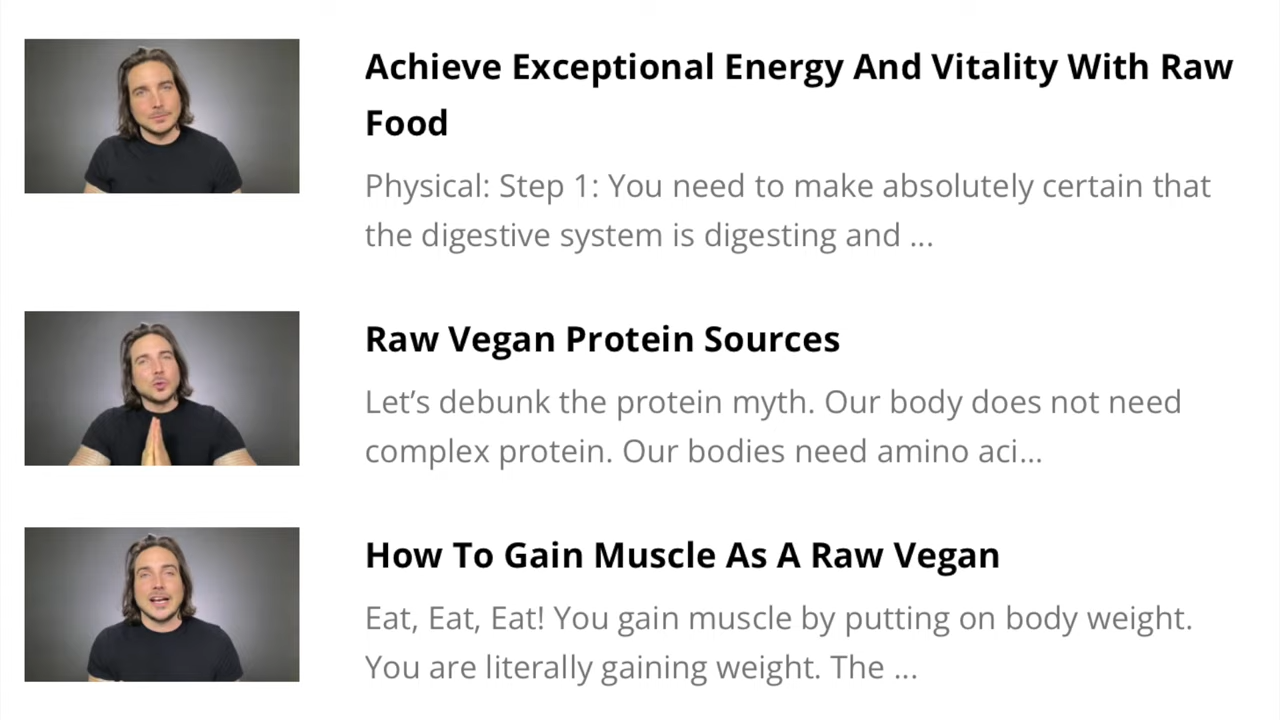 Achieve Exceptional Energy And Vitality With Raw
Food
Physical: Step 1: You need to make absolutely certain that
the digestive system is digesting and ...
Raw Vegan Protein Sources
Let’s debunk the protein myth. Our body does not need
complex protein. Our bodies need amino aci...
How To Gain Muscle As A Raw Vegan
Eat, Eat, Eat! You gain muscle by putting on body weight.
You are literally gaining weight. The ...